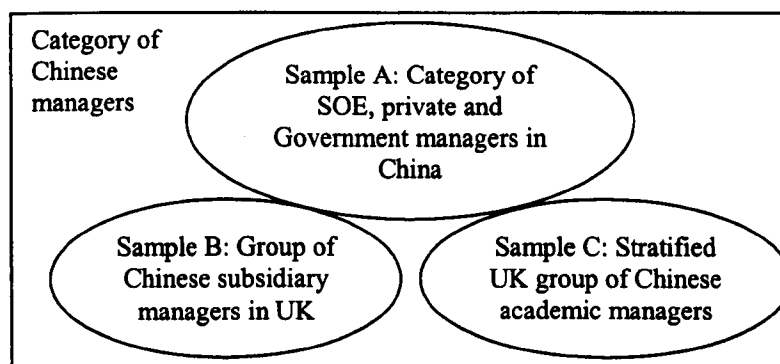 Category of
Chinese
managers
Sample A: Category of
SOE, private and
Government managers in
China
Sample B: Group of
Chinese subsidiary
managers in UK
Sample C: Stratified
UK group of Chinese
academic managers